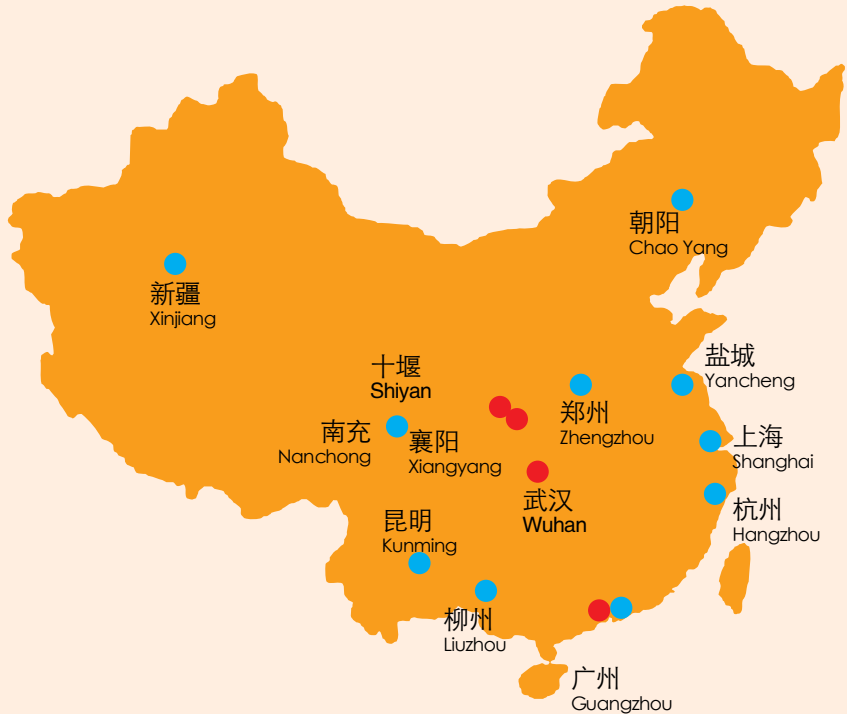 朝阳
Chao Yang
新疆
Xinjiang
盐城
Yancheng
十堰
Shiyan
郑州
Zhengzhou
南充
Nanchong
襄阳
Xiangyang
上海
Shanghai
武汉
Wuhan
杭州
Hangzhou
昆明
Kunming
柳州
Liuzhou
广州
Guangzhou